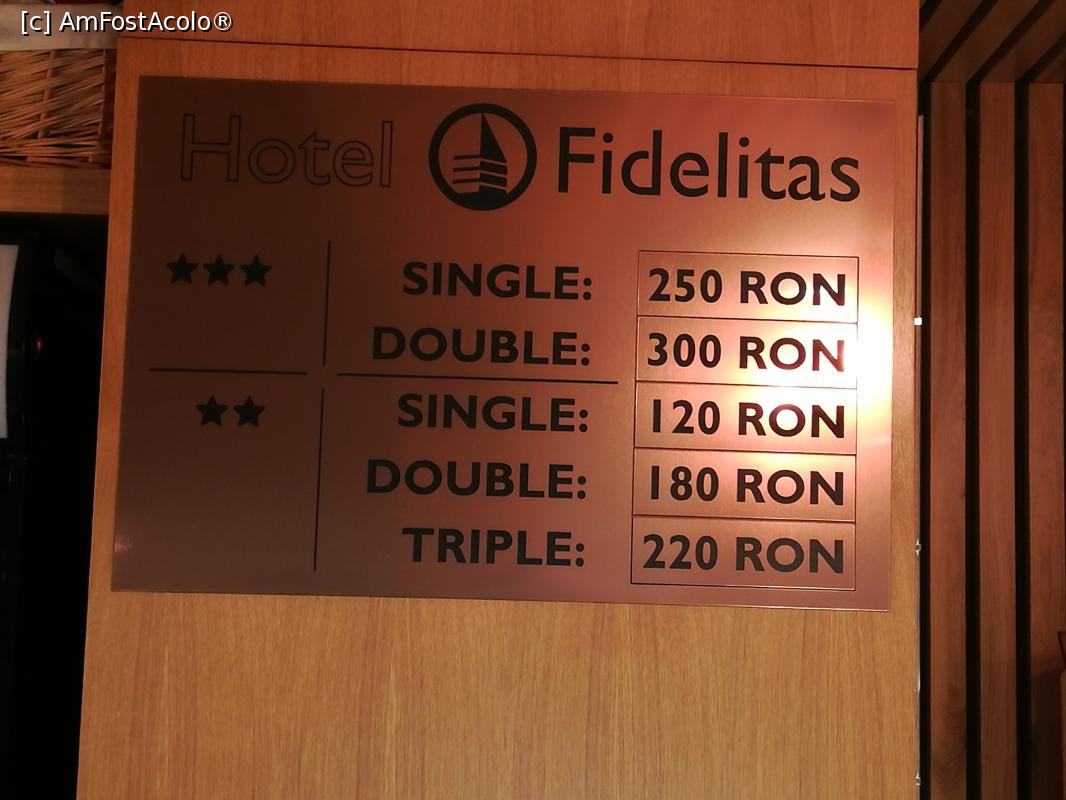 [c] AmFostAcolo®
Hotel Fidelitas
★★★ SINGLE: 250 RON
DOUBLE: 300 RON
★★ SINGLE: 120 RON
DOUBLE: 180 RON
TRIPLE: 220 RON